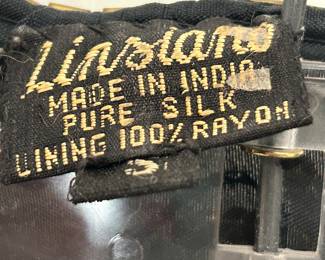 Linsiano
MADE IN INDIA
PURE SILK
LINING 100% RAYON.